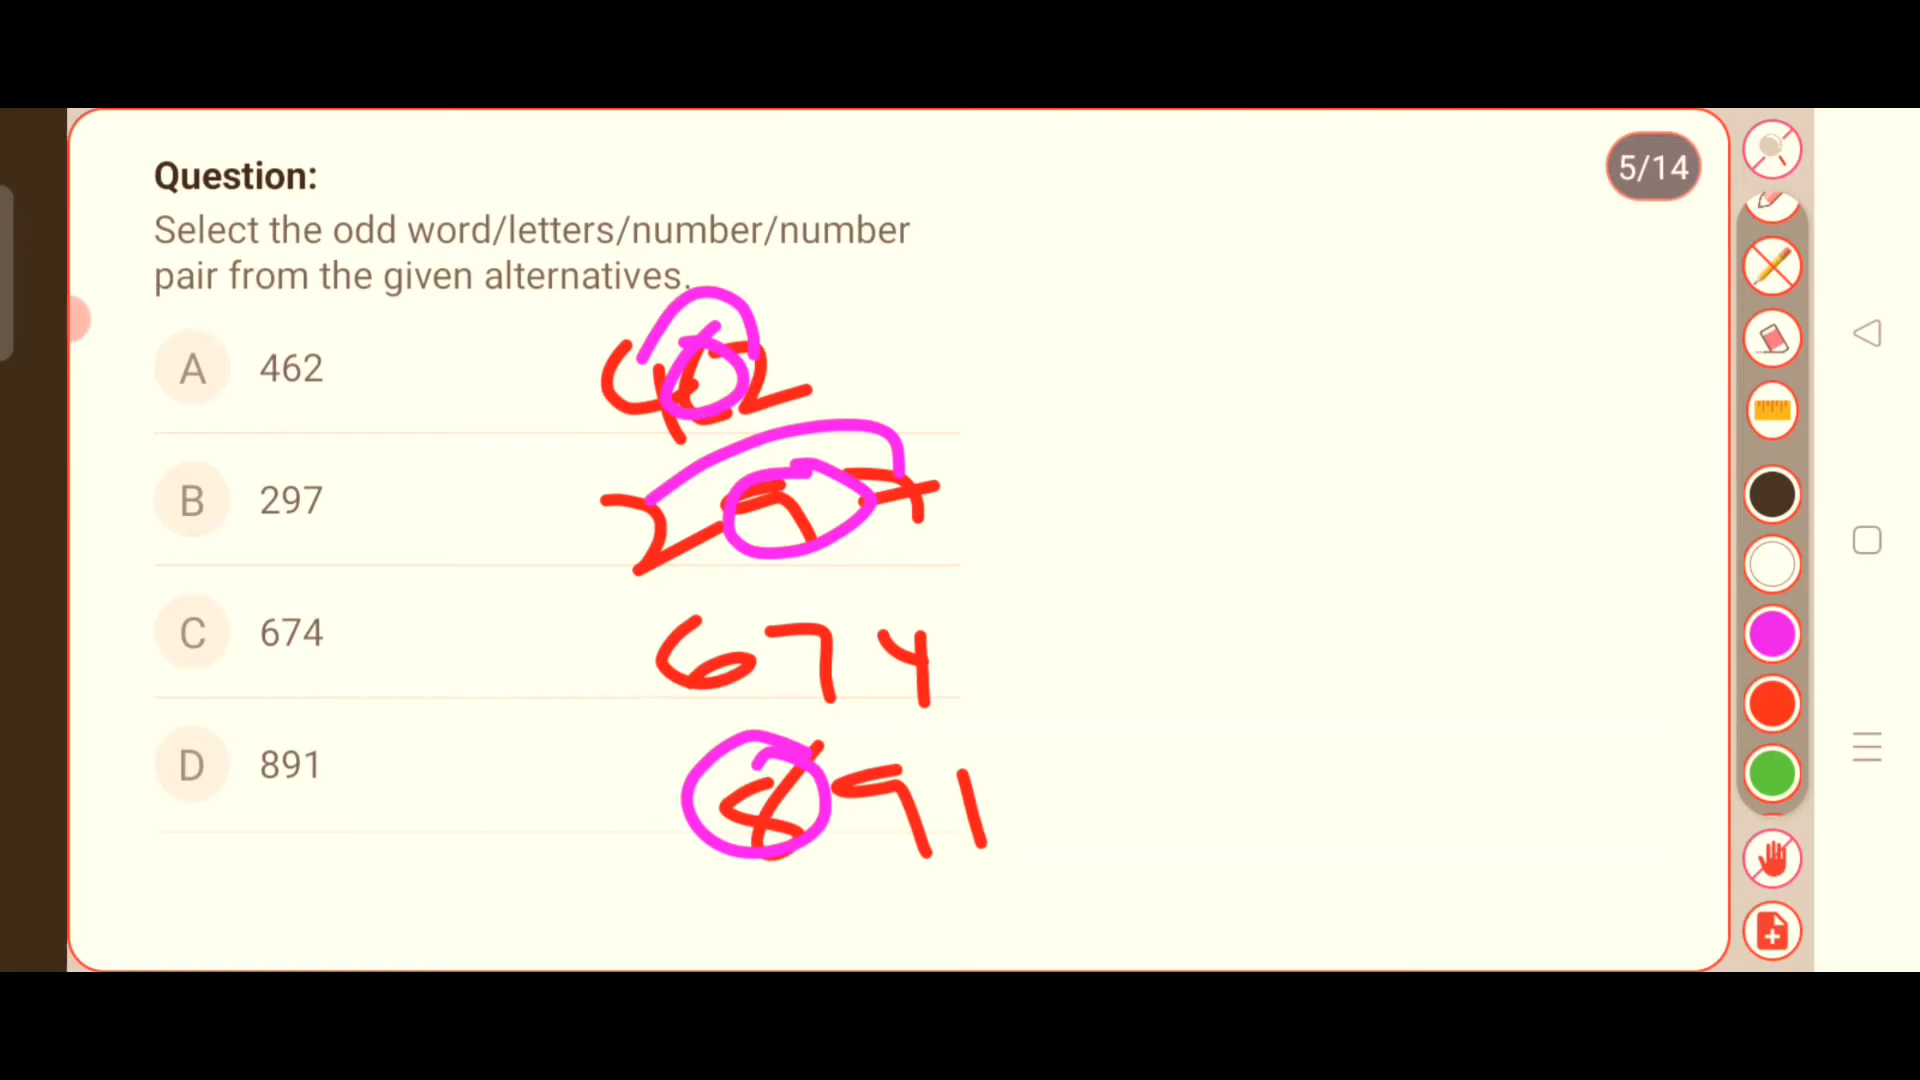 Question:
5/14
Select the odd word/letters/number/number
pair from the given alternatives.
A 462
462
B 297
297
C 674
674
D 891
891